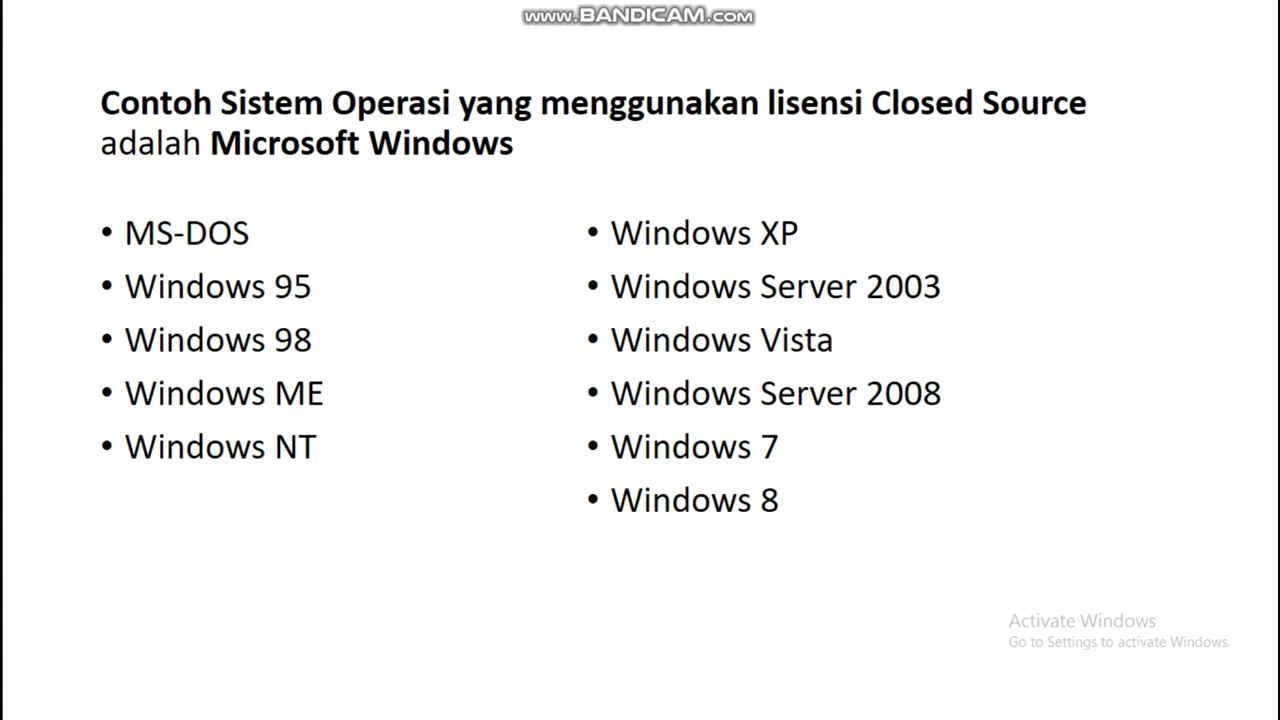 www.BANDICAM.com
Contoh Sistem Operasi yang menggunakan lisensi Closed Source
adalah Microsoft Windows
• MS-DOS
• Windows 95
• Windows 98
• Windows ME
• Windows NT
• Windows XP
• Windows Server 2003
• Windows Vista
• Windows Server 2008
• Windows 7
• Windows 8
Activate Windows
Go to Settings to activate Windows.